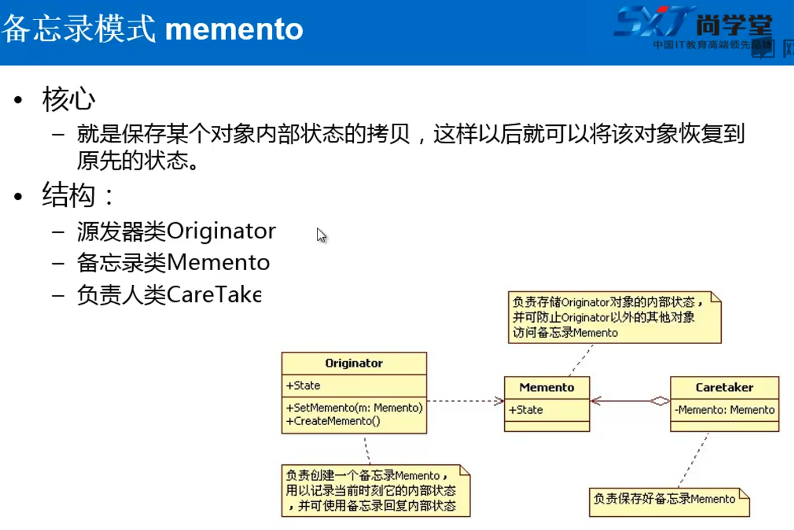 备忘录模式 memento
SXT 尚学堂
中国IT教育高端领先品牌
• 核心
– 就是保存某个对象内部状态的拷贝，这样以后就可以将该对象恢复到
原先的状态。
• 结构：
– 源发器类Originator
– 备忘录类Memento
– 负责人类CareTake
负责存储Originator对象的内部状态，
并可防止Originator以外的其他对象
访问备忘录Memento
Originator
+State
+SetMemento(m: Memento)
+CreateMemento()
Memento
+State
Caretaker
-Memento: Memento
负责创建一个备忘录Memento，
用以记录当前时刻它的内部状态
，并可使用备忘录回复内部状态
负责保存好备忘录Memento